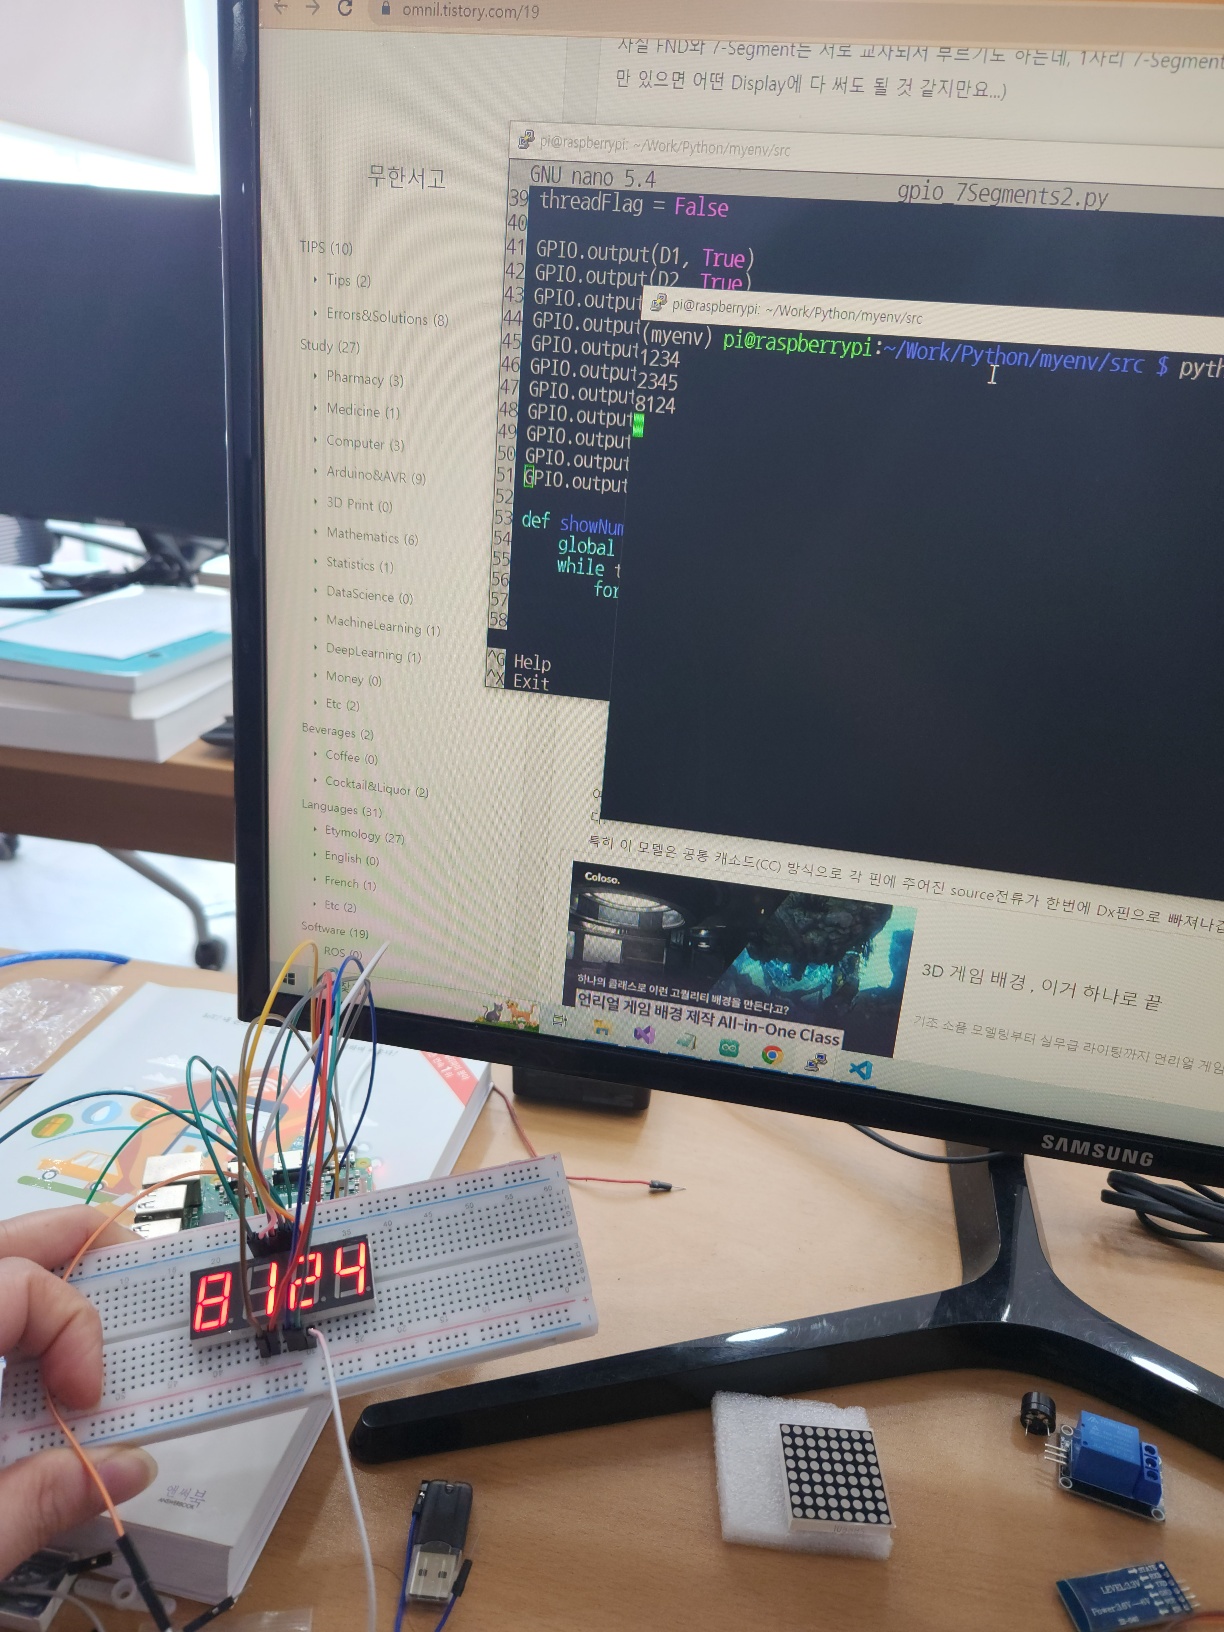 omnil.tistory.com/19
사실 FND와 7-Segment는 서로 교차되서 부르기도 하는데, 1자리 7-Segment
만 있으면 어떤 Display에 다 써도 될 것 같지만요...)
무한서고
TIPS (10)
Tips (2)
Errors&Solutions (8)
Study (27)
Pharmacy (3)
Medicine (1)
Computer (3)
Arduino&AVR (9)
3D Print (0)
Mathematics (6)
Statistics (1)
DataScience (0)
MachineLearning (1)
DeepLearning (1)
Money (0)
Etc (2)
Beverages (2)
Coffee (0)
Cocktail&Liquor (2)
Languages (31)
Etymology (27)
English (0)
French (1)
Etc (2)
Software (19)
ROS (0)
pi@raspberrypi: ~/Work/Python/myenv/src
GNU nano 5.4 gpio_7Segments2.py
39 threadFlag = False
40
41 GPIO.output(D1, True)
42 GPIO.output(D2, True)
43 GPIO.output
44 GPIO.output
45 GPIO.output
46 GPIO.output
47 GPIO.output
48 GPIO.output
49 GPIO.output
50 GPIO.output
51 GPIO.output
52
53 def showNum
54 global
55 while t
56 for
57
58
^G Help
^X Exit
pi@raspberrypi: ~/Work/Python/myenv/src
(myenv) pi@raspberrypi:~/Work/Python/myenv/src $ pyth
1234
2345
8124
특히 이 모델은 공통 캐소드(CC) 방식으로 각 핀에 주어진 source전류가 한번에 Dx핀으로 빠져나갑
Coloso.
하나의 클래스로 이런 고퀄리티 배경을 만든다고?
언리얼 게임 배경 제작 All-in-One Class
3D 게임 배경, 이거 하나로 끝
기초 소품 모델링부터 실무급 라이팅까지 언리얼 게임
SAMSUNG
8124
앤써북
ANSWERBOOK
LEVEL:3.3V
Power:3.6V---6V